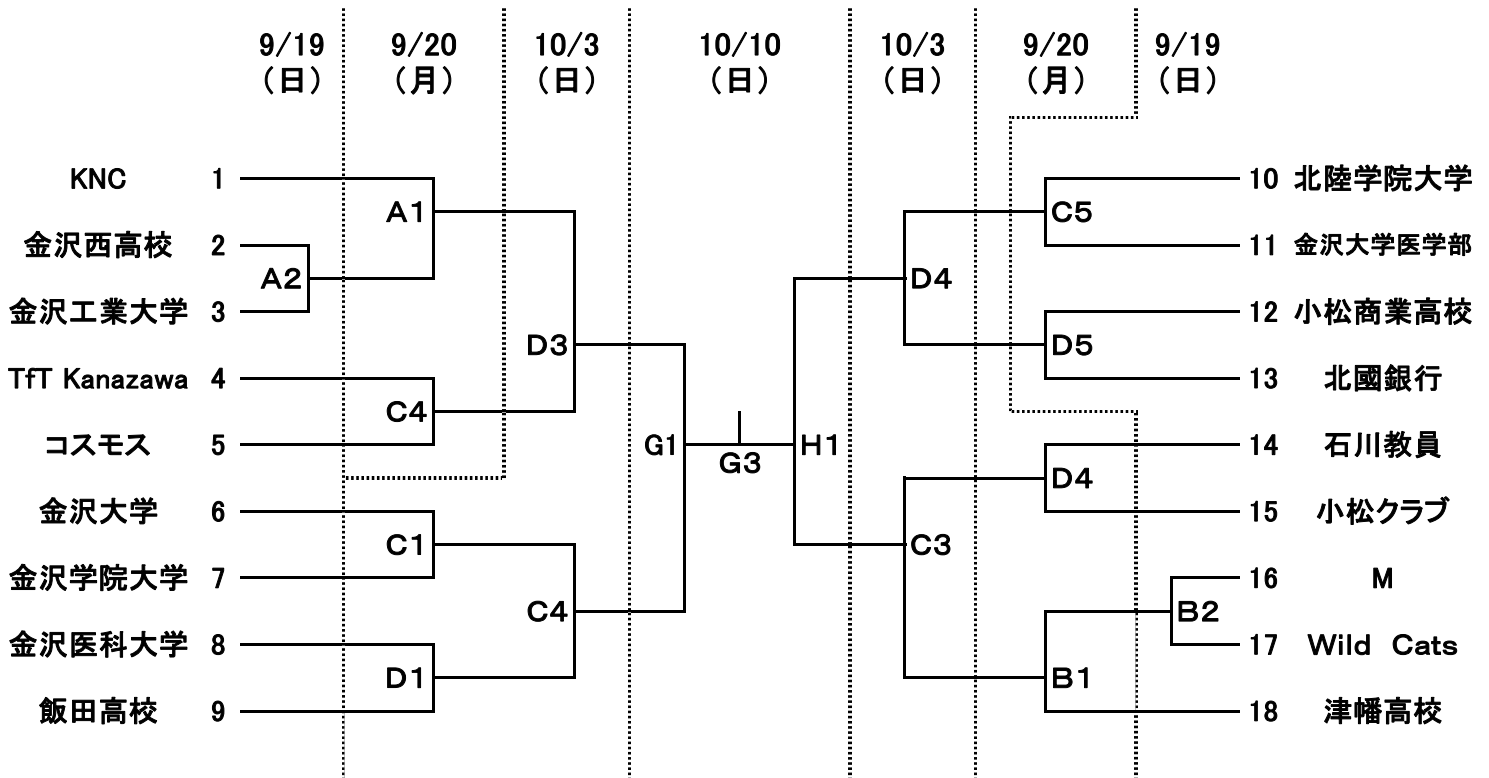 9/19 9/20 10/3 10/10 10/3 9/20 9/19
（日） （月） （日） （日） （日） （月） （日）
KNC 1
金沢西高校 2
金沢工業大学 3
TfT Kanazawa 4
コスモス 5
金沢大学 6
金沢学院大学 7
金沢医科大学 8
飯田高校 9
A2
A1
C4
C1
D1
D3
C4
G1
G3
H1
D4
C3
C5
D5
D4
B1
B2
10 北陸学院大学
11 金沢大学医学部
12 小松商業高校
13 北國銀行
14 石川教員
15 小松クラブ
16 M
17 Wild Cats
18 津幡高校